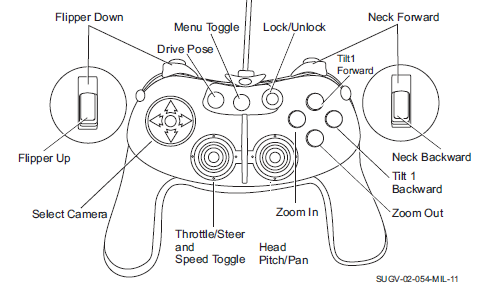 Flipper Down
Menu Toggle
Lock/Unlock
Neck Forward
Drive Pose
Tilt1
Forward
Flipper Up
Neck Backward
Tilt 1
Backward
Select Camera
Zoom In
Zoom Out
Throttle/Steer
and
Speed Toggle
Head
Pitch/Pan
SUGV-02-054-MIL-11